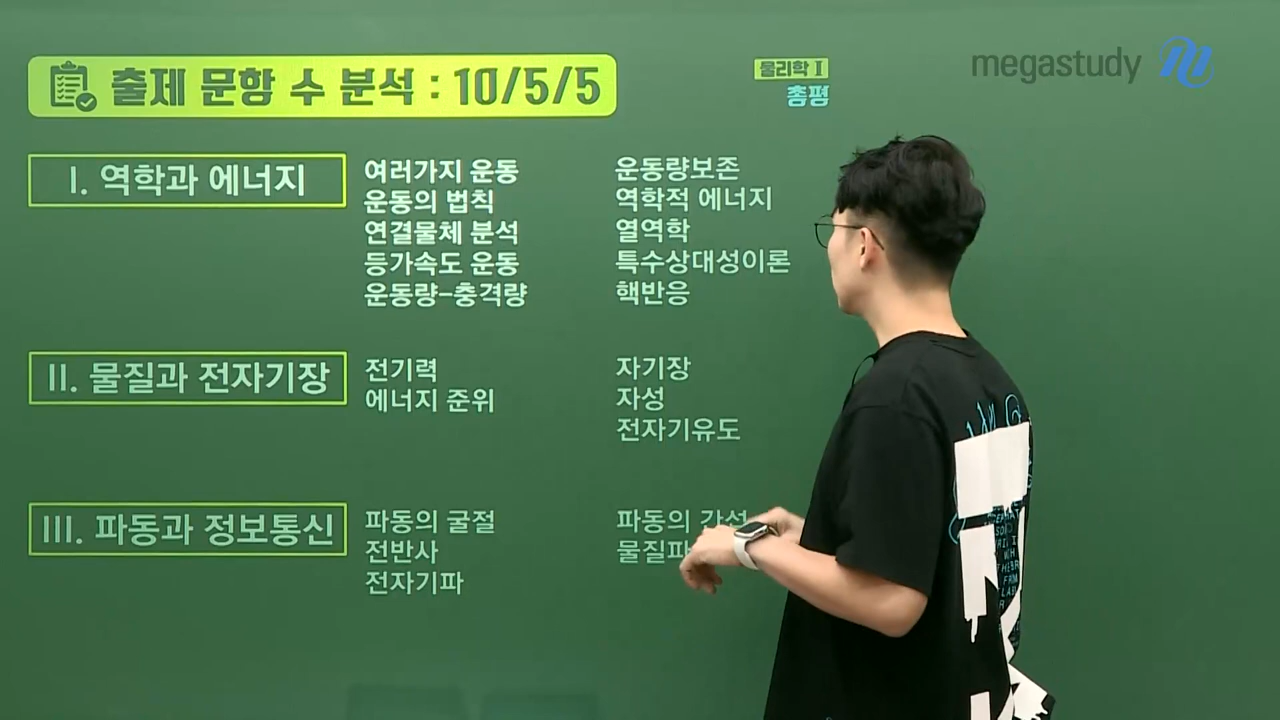 출제 문항 수 분석 : 10/5/5
물리학 I
총평
megastudy
I. 역학과 에너지
여러가지 운동
운동의 법칙
연결물체 분석
등가속도 운동
운동량-충격량
운동량보존
역학적 에너지
열역학
특수상대성이론
핵반응
II. 물질과 전자기장
전기력
에너지 준위
자기장
자성
전자기유도
III. 파동과 정보통신
파동의 굴절
전반사
전자기파
파동의 간섭